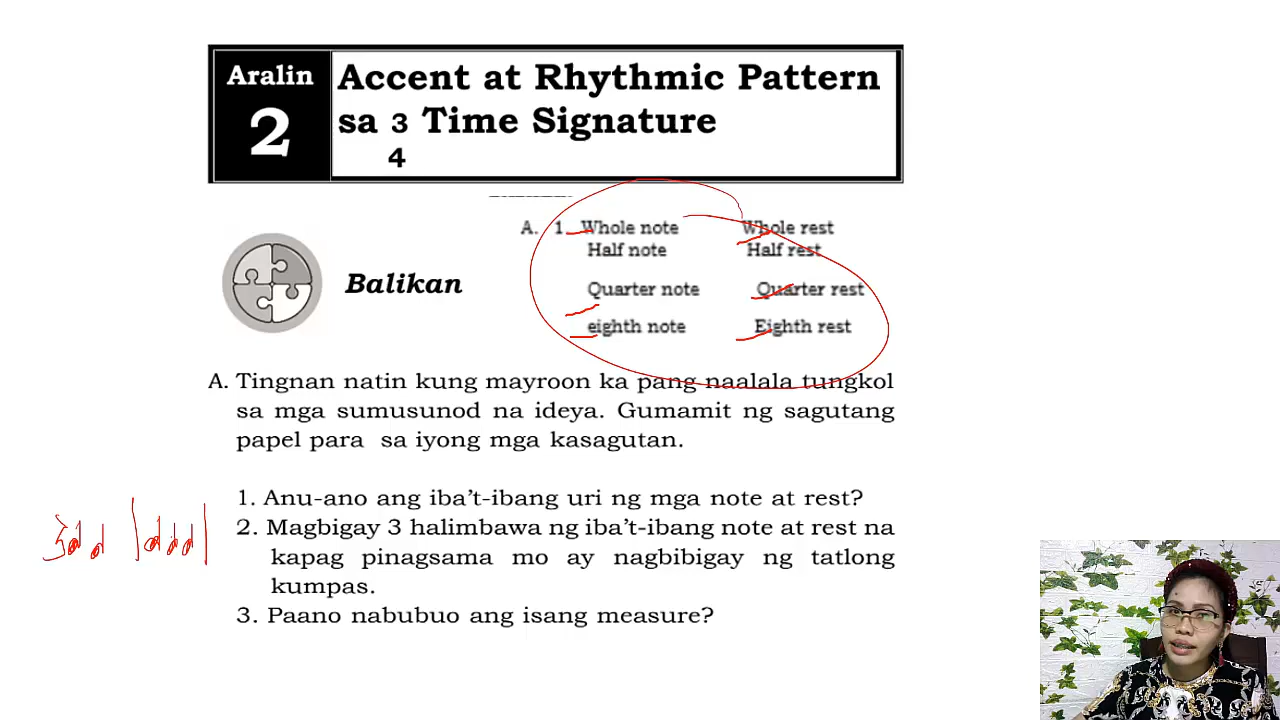 Aralin
2
Accent at Rhythmic Pattern
sa 3 Time Signature
4
A. 1. Whole note Whole rest
Half note Half rest
Balikan
Quarter note Quarter rest
eighth note Eighth rest
A. Tingnan natin kung mayroon ka pang naalala tungkol
sa mga sumusunod na ideya. Gumamit ng sagutang
papel para sa iyong mga kasagutan.
1. Anu-ano ang iba't-ibang uri ng mga note at rest?
2. Magbigay 3 halimbawa ng iba't-ibang note at rest na
kapag pinagsama mo ay nagbibigay ng tatlong
kumpas.
3. Paano nabubuo ang isang measure?